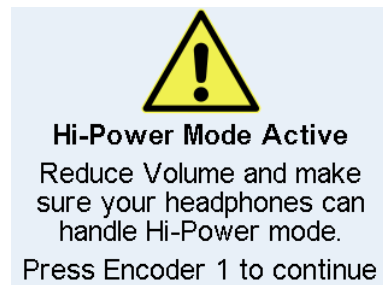 Hi-Power Mode Active
Reduce Volume and make
sure your headphones can
handle Hi-Power mode.
Press Encoder 1 to continue